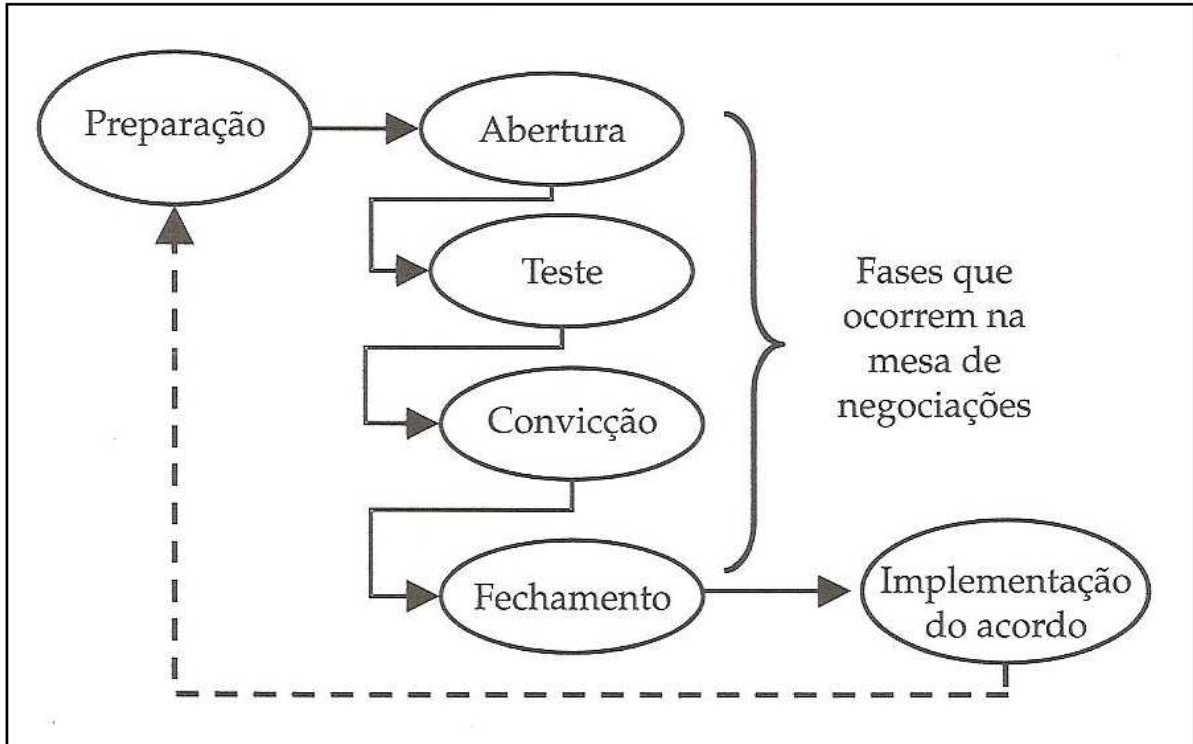 Preparação
Abertura
Teste
Convicção
Fechamento
Fases que
ocorrem na
mesa de
negociações
Implementação
do acordo